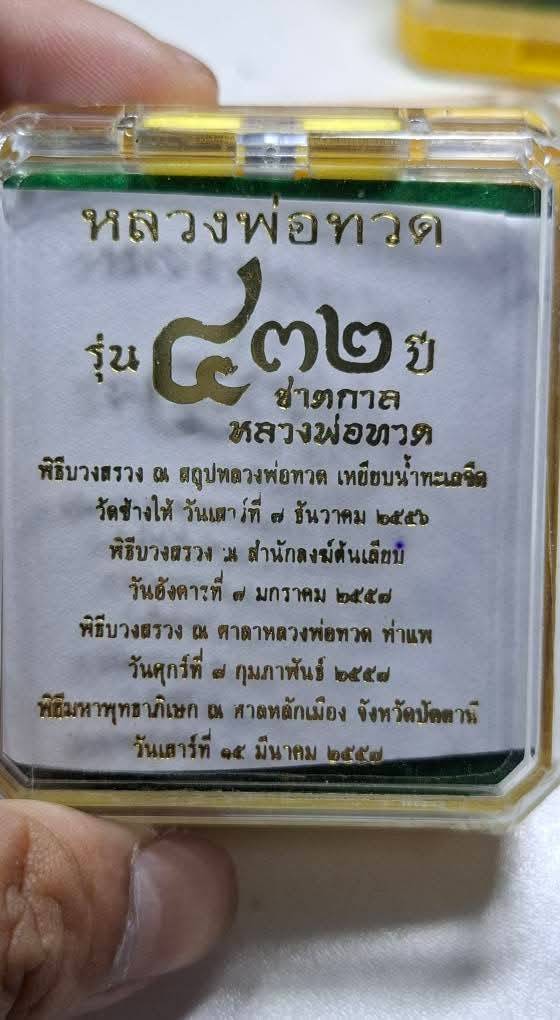 หลวงพ่อทวด
รุ่น ๔๓๒ ปี
ชาตกาล
หลวงพ่อทวด
พิธีบวงสรวง ณ สถูปหลวงพ่อทวด เหยียบน้ำทะเลจืด
วัดช้างให้ วันเสาร์ที่ ๗ ธันวาคม ๒๕๕๖
พิธีบวงสรวง ณ สำนักสงฆ์ต้นเลียบ
วันอังคารที่ ๗ มกราคม ๒๕๕๗
พิธีบวงสรวง ณ ศาลาหลวงพ่อทวด ท่าแพ
วันศุกร์ที่ ๗ กุมภาพันธ์ ๒๕๕๗
พิธีมหาพุทธาภิเษก ณ ศาลหลักเมือง จังหวัดปัตตานี
วันเสาร์ที่ ๑๕ มีนาคม ๒๕๕๗